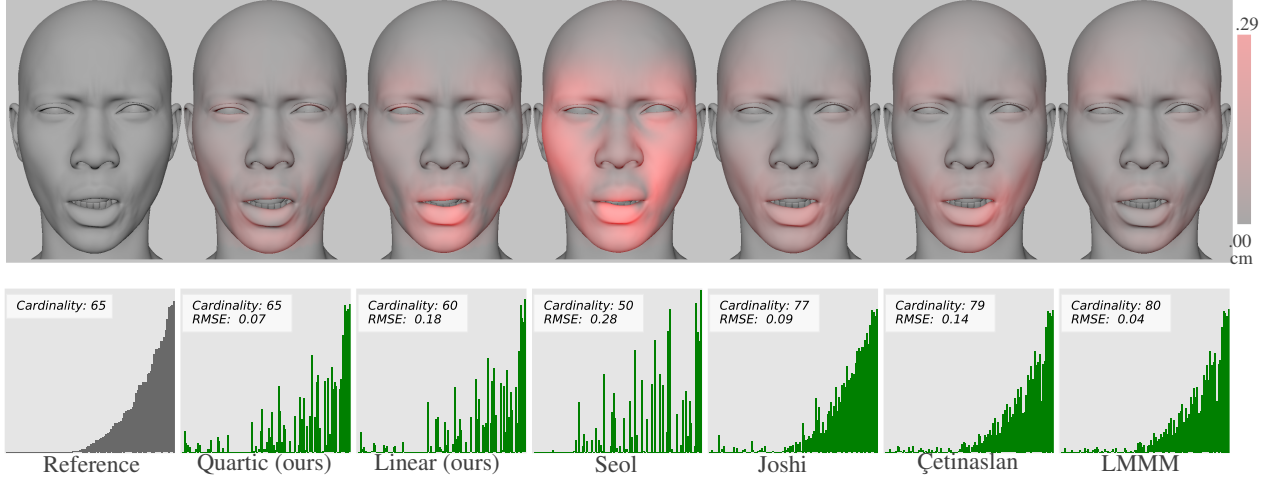 .29
.00
cm
Cardinality: 65
Cardinality: 65
RMSE: 0.07
Cardinality: 60
RMSE: 0.18
Cardinality: 50
RMSE: 0.28
Cardinality: 77
RMSE: 0.09
Cardinality: 79
RMSE: 0.14
Cardinality: 80
RMSE: 0.04
Reference
Quartic (ours)
Linear (ours)
Seol
Joshi
Çetinaslan
LMMM